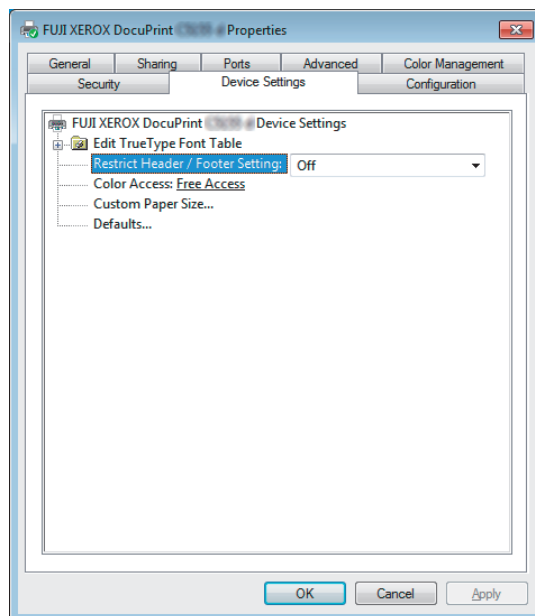 FUJI XEROX DocuPrint Properties
General Sharing Ports Advanced Color Management
Security Device Settings Configuration
FUJI XEROX DocuPrint Device Settings
Edit TrueType Font Table
Restrict Header / Footer Setting: Off
Color Access: Free Access
Custom Paper Size...
Defaults...
OK Cancel Apply